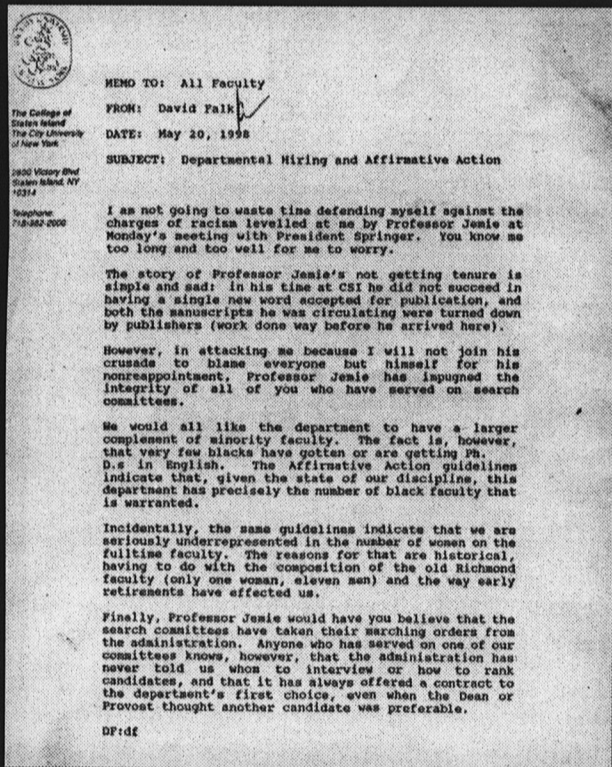 The College of
Staten Island
The City University
of New York
2800 Victory Blvd
Staten Island, NY
10314
Telephone:
718-982-2000
MEMO TO: All Faculty
FROM: David Falk
DATE: May 20, 1998
SUBJECT: Departmental Hiring and Affirmative Action
I am not going to waste time defending myself against the
charges of racism levelled at me by Professor Jemie at
Monday's meeting with President Springer. You know me
too long and too well for me to worry.
The story of Professor Jemie's not getting tenure is
simple and sad: in his time at CSI he did not succeed in
having a single new word accepted for publication, and
both the manuscripts he was circulating were turned down
by publishers (work done way before he arrived here).
However, in attacking me because I will not join his
crusade to blame everyone but himself for his
nonreappointment, Professor Jemie has impugned the
integrity of all of you who have served on search
committees.
We would all like the department to have a larger
complement of minority faculty. The fact is, however,
that very few blacks have gotten or are getting Ph.
D.s in English. The Affirmative Action guidelines
indicate that, given the state of our discipline, this
department has precisely the number of black faculty that
is warranted.
Incidentally, the same guidelines indicate that we are
seriously underrepresented in the number of women on the
fulltime faculty. The reasons for that are historical,
having to do with the composition of the old Richmond
faculty (only one woman, eleven men) and the way early
retirements have effected us.
Finally, Professor Jemie would have you believe that the
search committees have taken their marching orders from
the administration. Anyone who has served on one of our
committees knows, however, that the administration has
never told us whom to interview or how to rank
candidates, and that it has always offered a contract to
the department's first choice, even when the Dean or
Provost thought another candidate was preferable.
DF:df